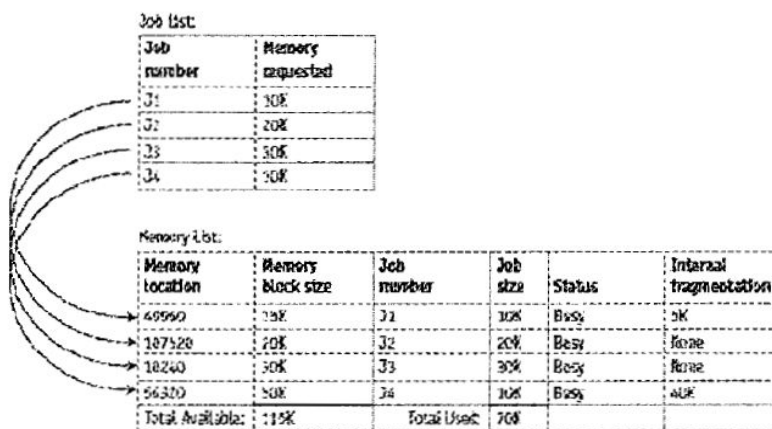 Job List:
Job number Memory requested
J1 10K
J2 20K
J3 30K
J4 10K
Memory List:
Memory location Memory block size Job number Job size Status Internal fragmentation
15K J1 10K Busy 5K
107520 20K J2 20K Busy None
10240 30K J3 30K Busy None
56320 50K J4 10K Busy 40K
Total Available: 115K Total Used: 70K